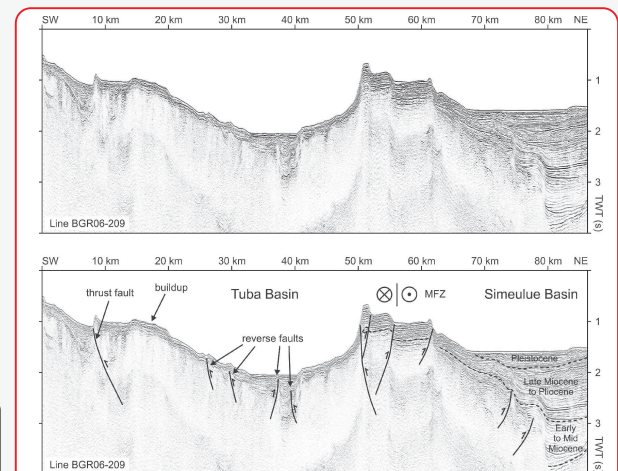 SW 10 km 20 km 30 km 40 km 50 km 60 km 70 km 80 km NE
1
2
3
TWT (s)
Line BGR06-209
SW 10 km 20 km 30 km 40 km 50 km 60 km 70 km 80 km NE
thrust fault
buildup
Tuba Basin
MFZ
Simeulue Basin
1
reverse faults
Pleistocene
2
Late Miocene
to Pliocene
3
Early
to Mid
Miocene
TWT (s)
Line BGR06-209